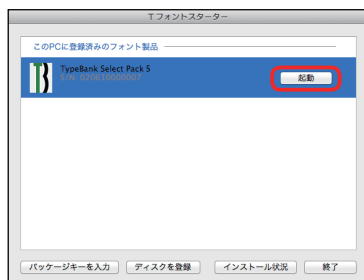 Tフォントスターター
このPCに登録済みのフォント製品
TypeBank Select Pack 5
S/N: 020E10000007
起動
パッケージキーを入力
ディスクを登録
インストール状況
終了